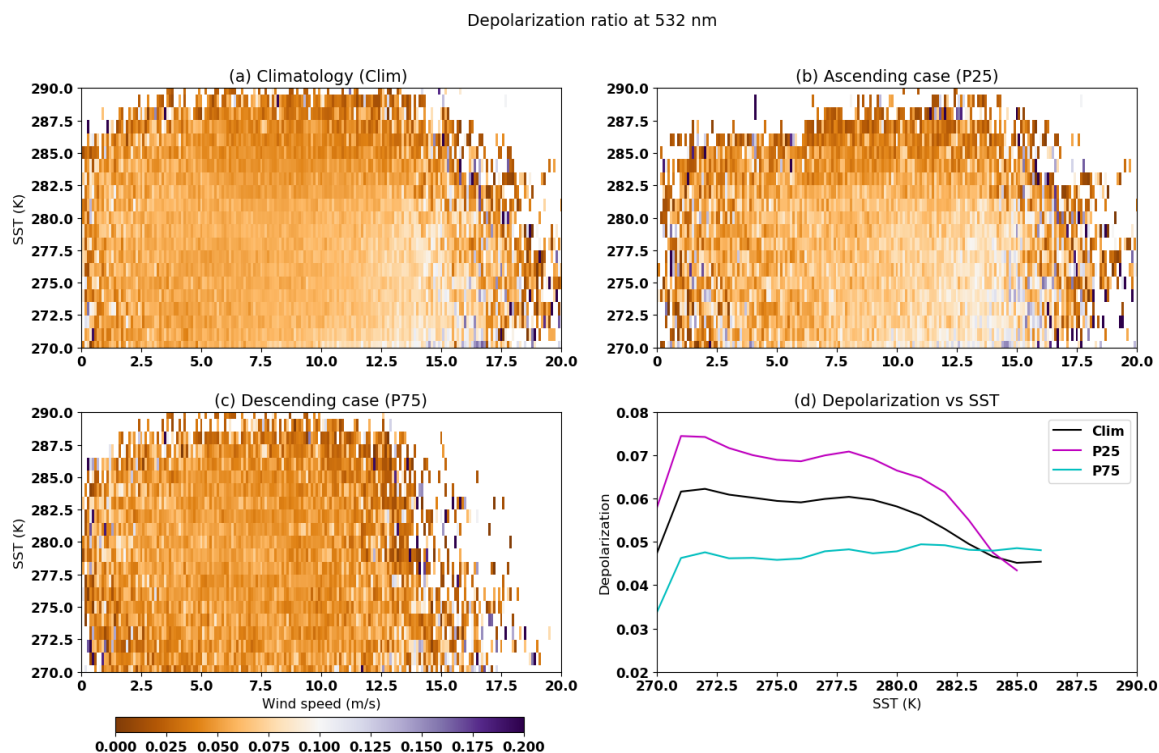 Depolarization ratio at 532 nm
(a) Climatology (Clim)
290.0
287.5
285.0
282.5
280.0
277.5
275.0
272.5
270.0
SST (K)
0 2.5 5.0 7.5 10.0 12.5 15.0 17.5 20.0
(b) Ascending case (P25)
290.0
287.5
285.0
282.5
280.0
277.5
275.0
272.5
270.0
0 2.5 5.0 7.5 10.0 12.5 15.0 17.5 20.0
(c) Descending case (P75)
290.0
287.5
285.0
282.5
280.0
277.5
275.0
272.5
270.0
SST (K)
0 2.5 5.0 7.5 10.0 12.5 15.0 17.5 20.0
Wind speed (m/s)
0.000 0.025 0.050 0.075 0.100 0.125 0.150 0.175 0.200
(d) Depolarization vs SST
0.08
0.07
0.06
0.05
0.04
0.03
0.02
Depolarization
Clim
P25
P75
270.0 272.5 275.0 277.5 280.0 282.5 285.0 287.5 290.0
SST (K)